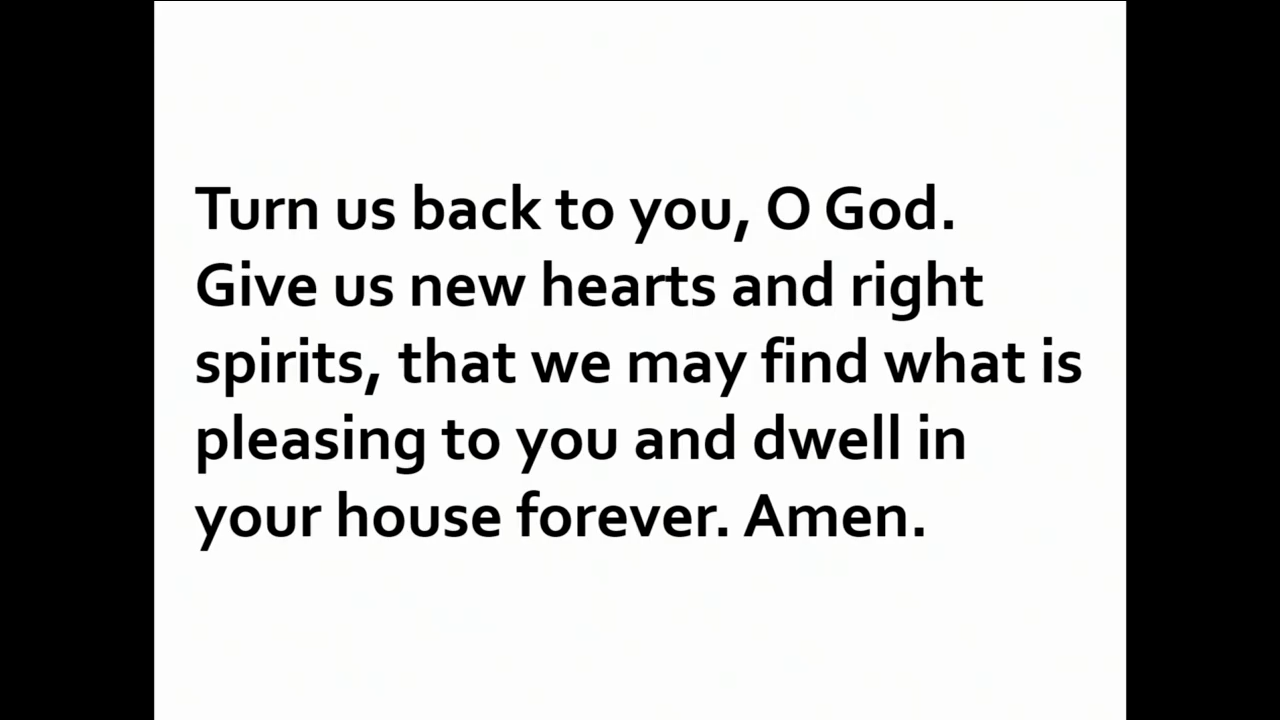 Turn us back to you, O God.
Give us new hearts and right
spirits, that we may find what is
pleasing to you and dwell in
your house forever. Amen.